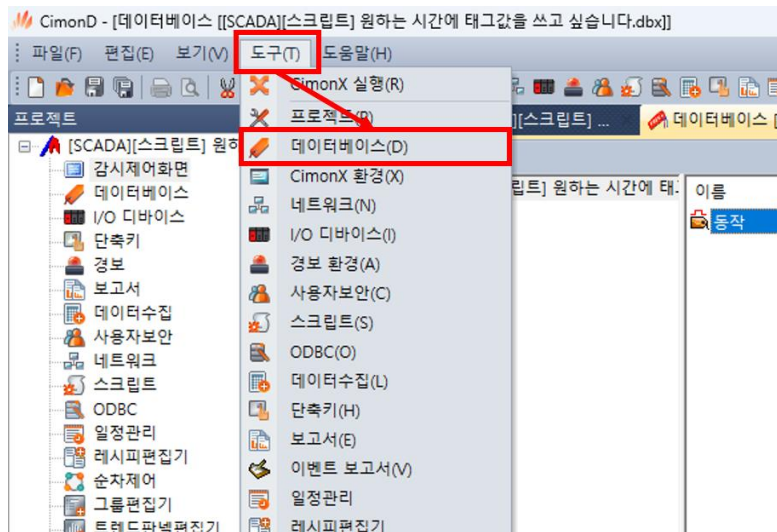 CimonD - [데이터베이스 [[SCADA][스크립트] 원하는 시간에 태그값을 쓰고 싶습니다.dbx]]
파일(F) 편집(E) 보기(V) 도구(T) 도움말(H)
프로젝트
[SCADA][스크립트] 원하
감시제어화면
데이터베이스
I/O 디바이스
단축키
경보
보고서
데이터수집
사용자보안
네트워크
스크립트
ODBC
일정관리
레시피편집기
순차제어
그룹편집기
트렌드판넬편집기
CimonX 실행(R)
프로젝트(P)
데이터베이스(D)
CimonX 환경(X)
네트워크(N)
I/O 디바이스(I)
경보 환경(A)
사용자보안(C)
스크립트(S)
ODBC(O)
데이터수집(L)
단축키(H)
보고서(E)
이벤트 보고서(V)
일정관리
레시피편집기
][스크립트] ...
데이터베이스 [
립트] 원하는 시간에 태
이름
동작